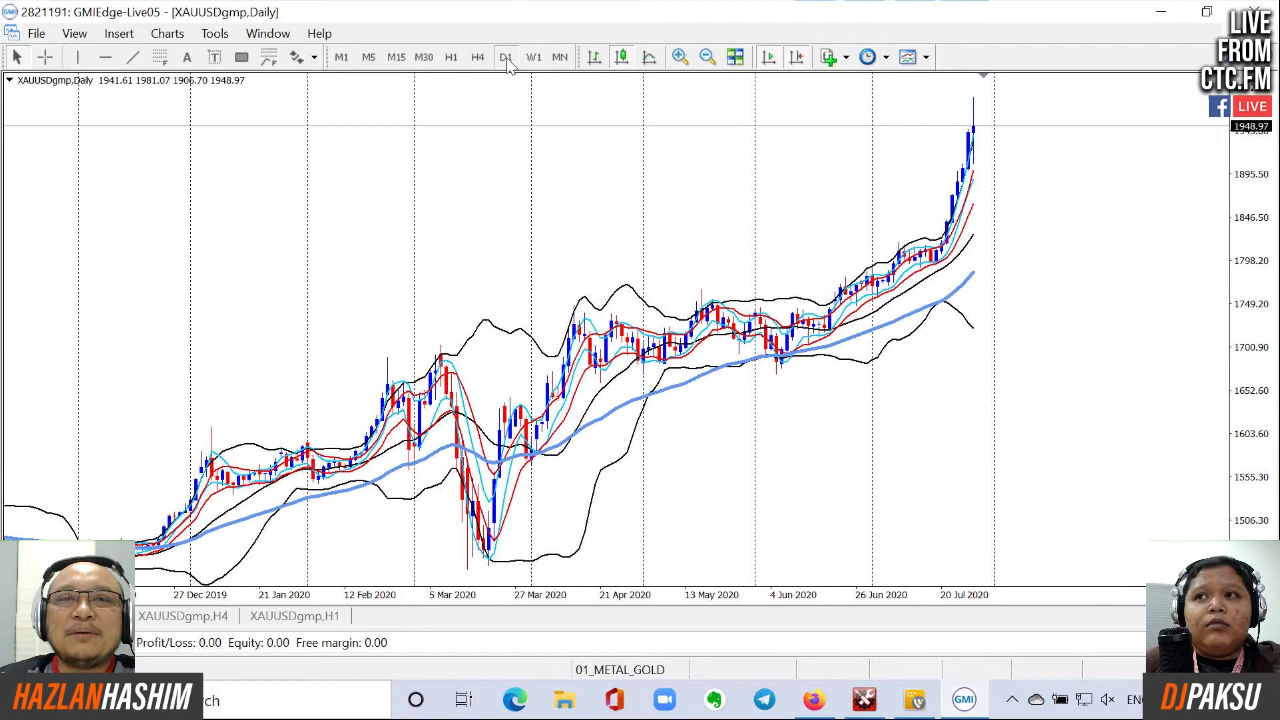 2821191: GMIEdge-Live05 - [XAUUSDgmp,Daily]
File View Insert Charts Tools Window Help
A T M1 M5 M15 M30 H1 H4 D1 W1 MN
XAUUSDgmp,Daily 1941.61 1981.07 1906.70 1948.97
LIVE
FROM
CTC.FM
f LIVE
1948.97
1895.50
1846.50
1798.20
1749.20
1700.90
1652.60
1603.60
1555.30
1506.30
27 Dec 2019 21 Jan 2020 12 Feb 2020 5 Mar 2020 27 Mar 2020 21 Apr 2020 13 May 2020 4 Jun 2020 26 Jun 2020 20 Jul 2020
XAUUSDgmp,H4 XAUUSDgmp,H1
Profit/Loss: 0.00 Equity: 0.00 Free margin: 0.00
01_METAL_GOLD
rch GMI EN
HAZLANHASHIM
DJPAKSU